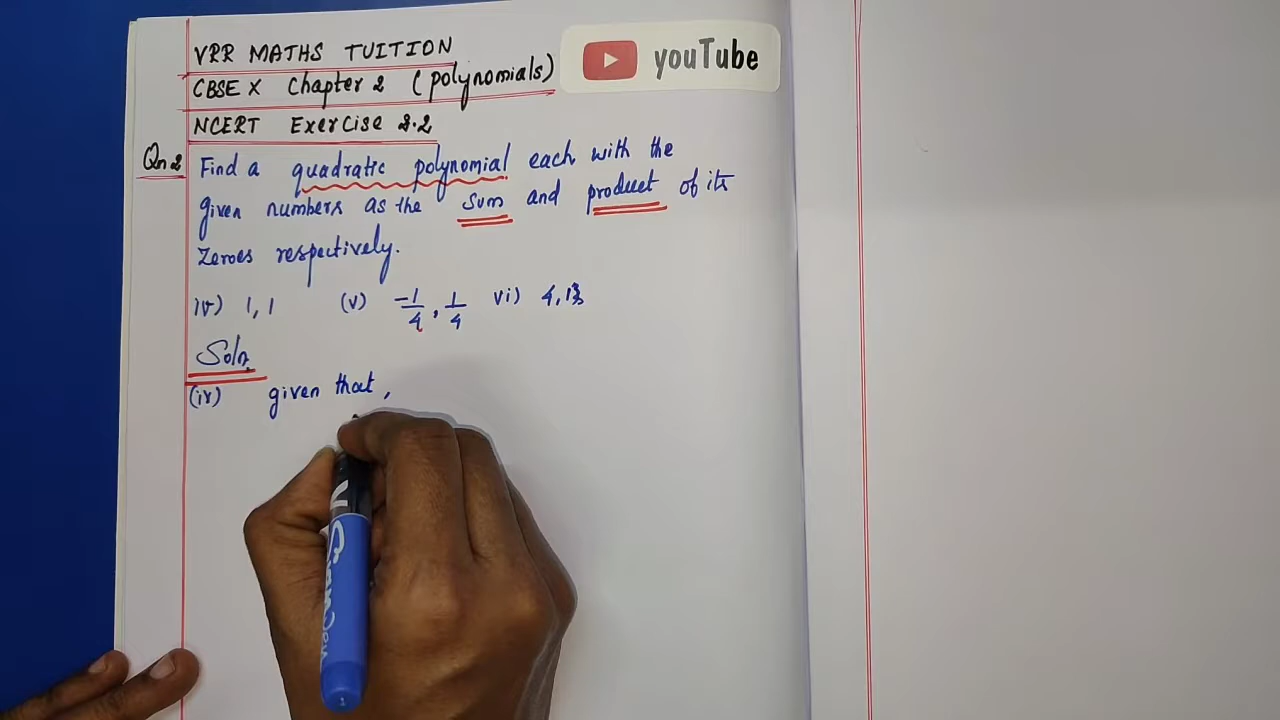 VRR MATHS TUITION
youTube
CBSE X Chapter 2 (polynomials)
NCERT Exercise 2.2
Qn 2 Find a quadratic polynomial each with the
given numbers as the sum and product of its
zeroes respectively.
iv) 1, 1 (v) -1/4, 1/4 vi) 4,1
Soln.
(iv) given that,